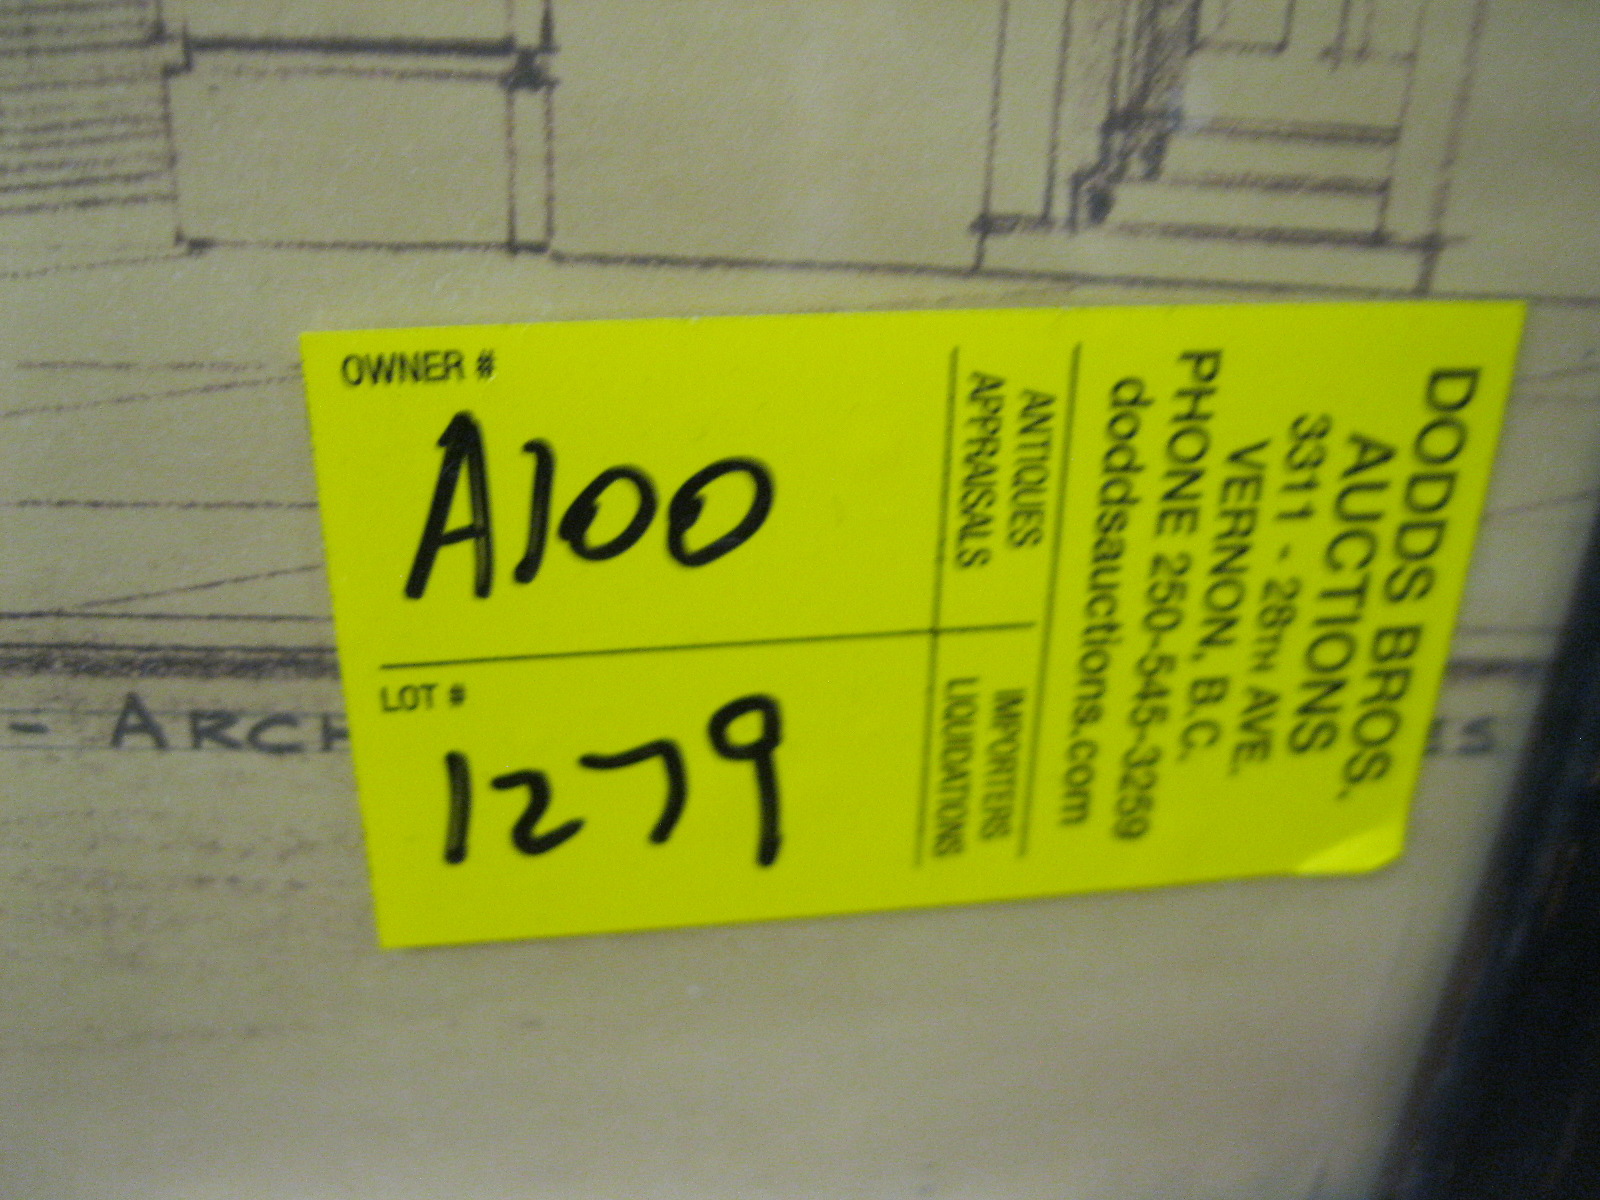 OWNER #
A100
LOT #
1279
DODDS BROS.
AUCTIONS
3311 - 28TH AVE.
VERNON, B.C.
PHONE 250-545-3259
doddsauctions.com
ANTIQUES
APPRAISALS
IMPORTERS
LIQUIDATIONS
- ARCH